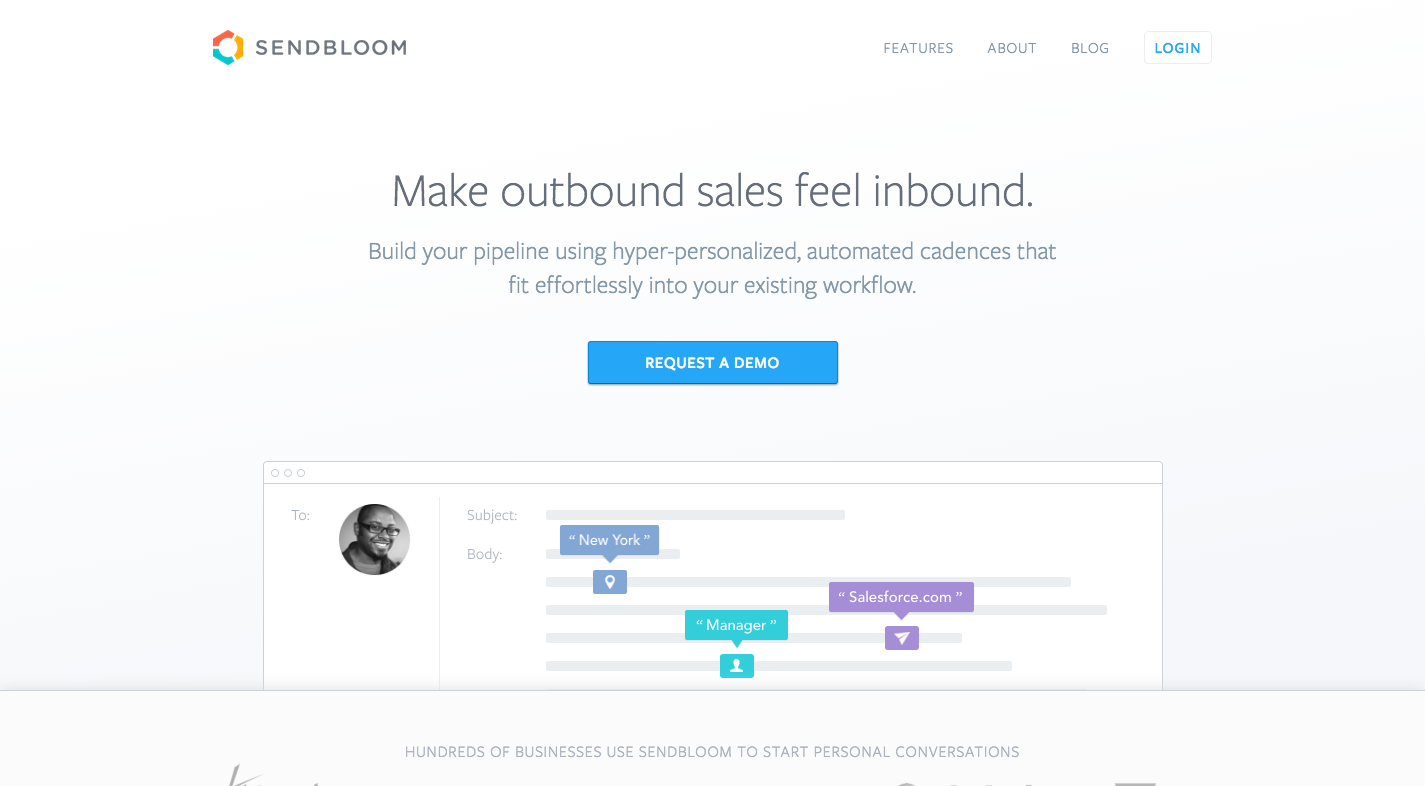 SENDBLOOM
FEATURES
ABOUT
BLOG
LOGIN
Make outbound sales feel inbound.
Build your pipeline using hyper-personalized, automated cadences that
fit effortlessly into your existing workflow.
REQUEST A DEMO
To:
Subject:
“ New York ”
Body:
“ Salesforce.com ”
“ Manager ”
HUNDREDS OF BUSINESSES USE SENDBLOOM TO START PERSONAL CONVERSATIONS